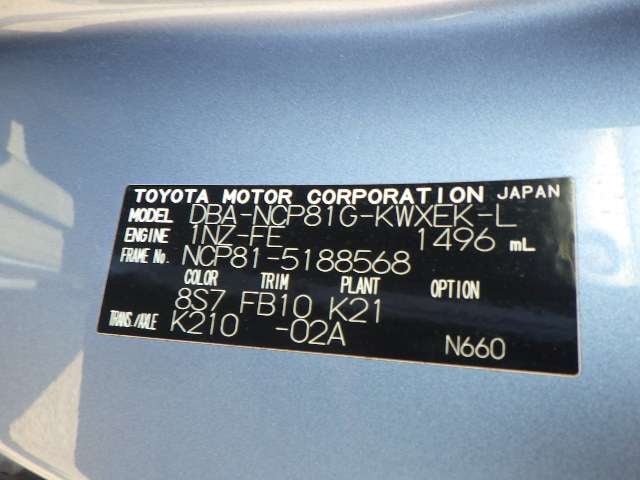 TOYOTA MOTOR CORPORATION JAPAN
MODEL DBA-NCP81G-KWXEK-L
ENGINE 1NZ-FE 1496 mL
FRAME No. NCP81-5188568
COLOR TRIM PLANT OPTION
8S7 FB10 K21
TRANS./AXLE K210 -02A N660